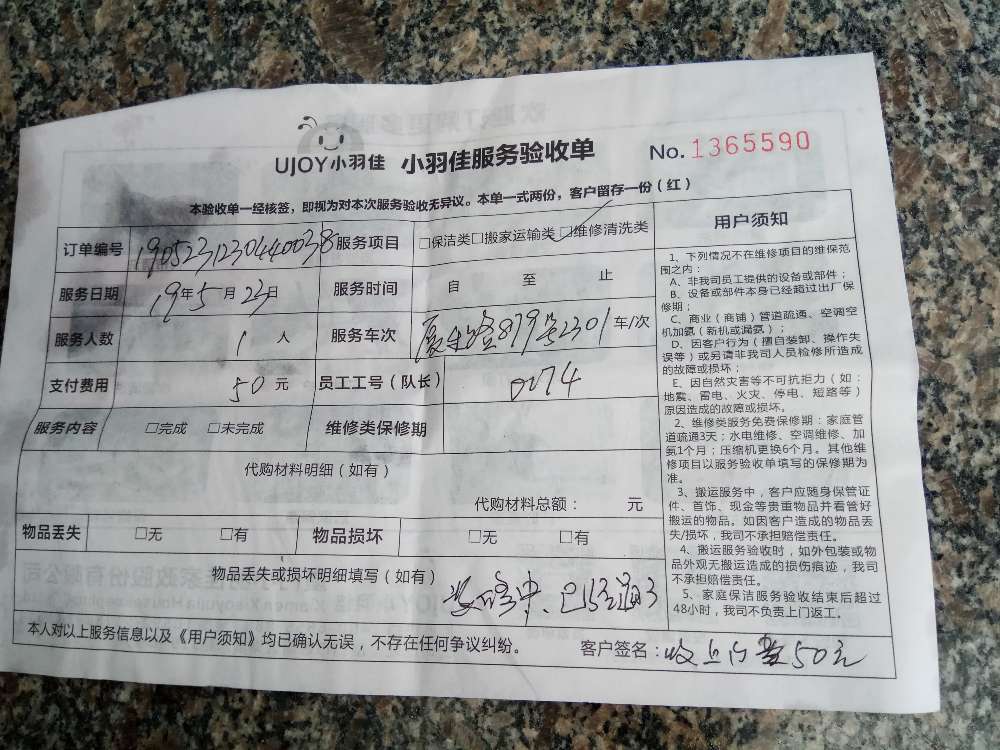 UJOY小羽佳 小羽佳服务验收单 No.1365590
本验收单一经核签，即视为对本次服务验收无异议。本单一式两份，客户留存一份（红）
订单编号 1905231230440038 服务项目 □保洁类□搬家运输类□维修清洗类
服务日期 19年5月23日 服务时间 自 至 止
服务人数 1人 服务车次 879号2301车/次
支付费用 50元 员工工号（队长） 0274
服务内容 □完成 □未完成 维修类保修期
代购材料明细（如有）
代购材料总额： 元
物品丢失 □无 □有 物品损坏 □无 □有
物品丢失或损坏明细填写（如有）
已经通了
本人对以上服务信息以及《用户须知》均已确认无误，不存在任何争议纠纷。 客户签名：收上门费50元
用户须知
1、下列情况不在维修项目的维保范
围之内：
A、非我司员工提供的设备或部件；
B、设备或部件本身已经超过出厂保
修期；
C、商业（商铺）管道疏通、空调空
机加氨（新机或漏氨）；
D、因客户行为（擅自装卸、操作失
误等）或另请非我司人员检修所造成
的故障或损坏；
E、因自然灾害等不可抗拒力（如：
地震、雷电、火灾、停电、短路等）
原因造成的故障或损坏。
2、维修类服务免费保修期：家庭管
道疏通3天；水电维修、空调维修、加
氨1个月；压缩机更换6个月。其他维
修项目以服务验收单填写的保修期为
准。
3、搬运服务中，客户应随身保管证
件、首饰、现金等贵重物品并看管好
搬运的物品。如因客户造成的物品丢
失/损坏，我司不承担赔偿责任。
4、搬运服务验收时，如外包装或物
品外观无搬运造成的损伤痕迹，我司
不承担赔偿责任。
5、家庭保洁服务验收结束后超过
48小时，我司不负责上门返工。